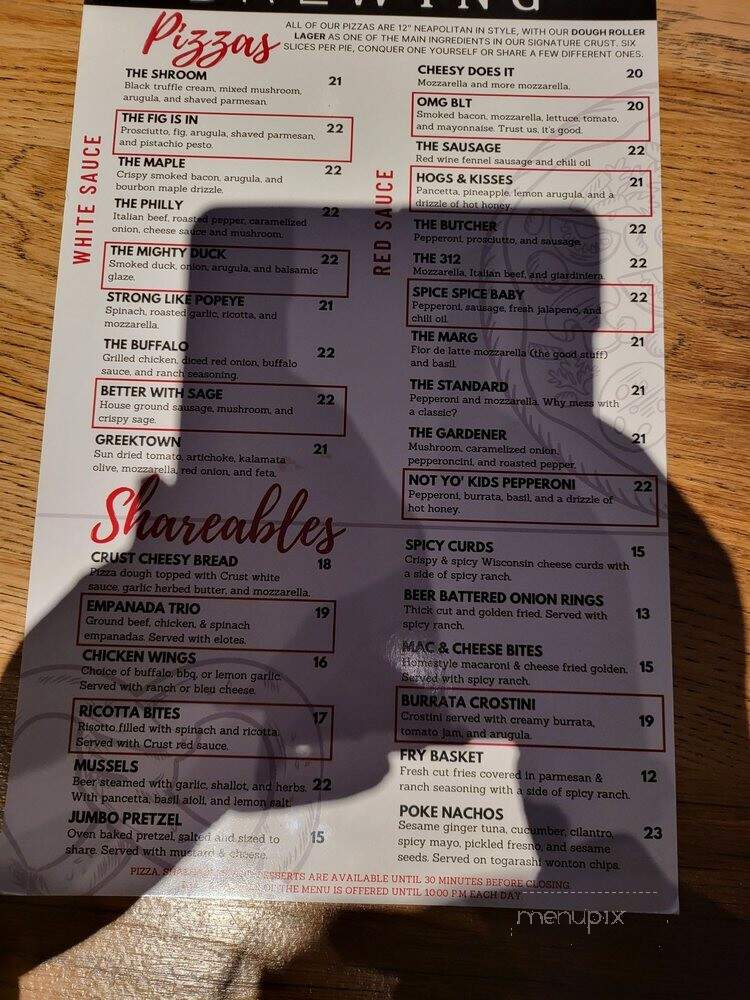 BREWING
Pizzas
ALL OF OUR PIZZAS ARE 12" NEAPOLITAN IN STYLE, WITH OUR DOUGH ROLLER
LAGER AS ONE OF THE MAIN INGREDIENTS IN OUR SIGNATURE CRUST. SIX
SLICES PER PIE, CONQUER ONE YOURSELF OR SHARE A FEW DIFFERENT ONES.
WHITE SAUCE
THE SHROOM 21
Black truffle cream, mixed mushroom,
arugula, and shaved parmesan
THE FIG IS IN 22
Prosciutto, fig, arugula, shaved parmesan,
and pistachio pesto.
THE MAPLE 22
Crispy smoked bacon, arugula, and
bourbon maple drizzle.
THE PHILLY 22
Italian beef, roasted pepper, caramelized
onion, cheese sauce and mushroom.
THE MIGHTY DUCK 22
Smoked duck, onion, arugula, and balsamic
glaze.
STRONG LIKE POPEYE 21
Spinach, roasted garlic, ricotta, and
mozzarella.
THE BUFFALO 22
Grilled chicken, diced red onion, buffalo
sauce, and ranch seasoning.
BETTER WITH SAGE 22
House ground sausage, mushroom, and
crispy sage.
GREEKTOWN 21
Sun dried tomato, artichoke, kalamata
olive, mozzarella, red onion, and feta.
RED SAUCE
CHEESY DOES IT 20
Mozzarella and more mozzarella.
OMG BLT 20
Smoked bacon, mozzarella, lettuce, tomato,
and mayonnaise. Trust us, it's good.
THE SAUSAGE 22
Red wine fennel sausage and chili oil
HOGS & KISSES 21
Pancetta, pineapple, lemon arugula, and a
drizzle of hot honey.
THE BUTCHER 22
Pepperoni, prosciutto, and sausage.
THE 312 22
Mozzarella, Italian beef, and giardiniera.
SPICE SPICE BABY 22
Pepperoni, sausage, fresh jalapeno, and
chili oil.
THE MARG 21
Fior de latte mozzarella (the good stuff)
and basil.
THE STANDARD 21
Pepperoni and mozzarella. Why mess with
a classic?
THE GARDENER 21
Mushroom, caramelized onion,
pepperoncini, and roasted pepper.
NOT YO' KIDS PEPPERONI 22
Pepperoni, burrata, basil, and a drizzle of
hot honey.
Shareables
CRUST CHEESY BREAD 18
Pizza dough topped with Crust white
sauce, garlic herbed butter, and mozzarella.
EMPANADA TRIO 19
Ground beef, chicken, & spinach
empanadas. Served with elotes.
CHICKEN WINGS 16
Choice of buffalo, bbq, or lemon garlic.
Served with ranch or bleu cheese.
RICOTTA BITES 17
Risotto filled with spinach and ricotta.
Served with Crust red sauce.
MUSSELS 22
Beer steamed with garlic, shallot, and herbs.
With pancetta, basil aioli, and lemon salt.
JUMBO PRETZEL 15
Oven baked pretzel, salted and sized to
share. Served with mustard & cheese.
SPICY CURDS 15
Crispy & spicy Wisconsin cheese curds with
a side of spicy ranch.
BEER BATTERED ONION RINGS 13
Thick cut and golden fried. Served with
spicy ranch.
MAC & CHEESE BITES 15
Homestyle macaroni & cheese fried golden.
Served with spicy ranch.
BURRATA CROSTINI 19
Crostini served with creamy burrata,
tomato jam, and arugula.
FRY BASKET 12
Fresh cut fries covered in parmesan &
ranch seasoning with a side of spicy ranch.
POKE NACHOS 23
Sesame ginger tuna, cucumber, cilantro,
spicy mayo, pickled fresno, and sesame
seeds. Served on togarashi wonton chips.
PIZZA, DESSERTS ARE AVAILABLE UNTIL 30 MINUTES BEFORE CLOSING.
OF THE MENU IS OFFERED UNTIL 10:00 PM EACH DAY
menupix